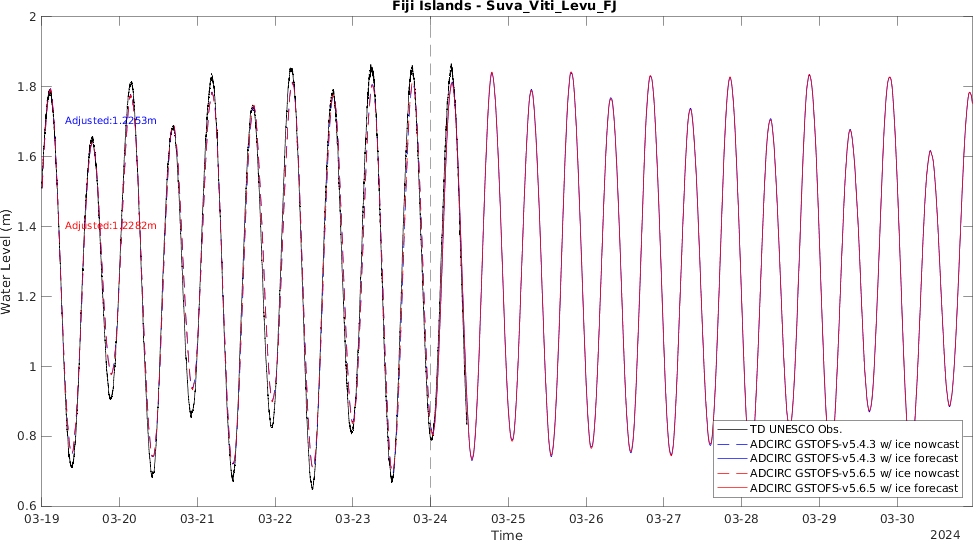 Fiji Islands - Suva_Viti_Levu_FJ
2
1.8
1.6
1.4
1.2
1
0.8
0.6
Water Level (m)
Adjusted:1.2253m
Adjusted:1.2282m
TD UNESCO Obs.
ADCIRC GSTOFS-v5.4.3 w/ ice nowcast
ADCIRC GSTOFS-v5.4.3 w/ ice forecast
ADCIRC GSTOFS-v5.6.5 w/ ice nowcast
ADCIRC GSTOFS-v5.6.5 w/ ice forecast
03-19 03-20 03-21 03-22 03-23 03-24 03-25 03-26 03-27 03-28 03-29 03-30
Time
2024